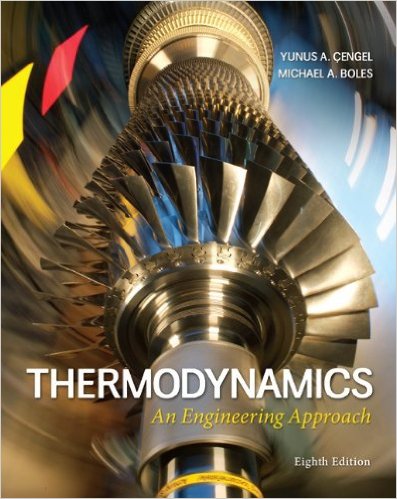 YUNUS A. ÇENGEL
MICHAEL A. BOLES
THERMODYNAMICS
An Engineering Approach
Eighth Edition